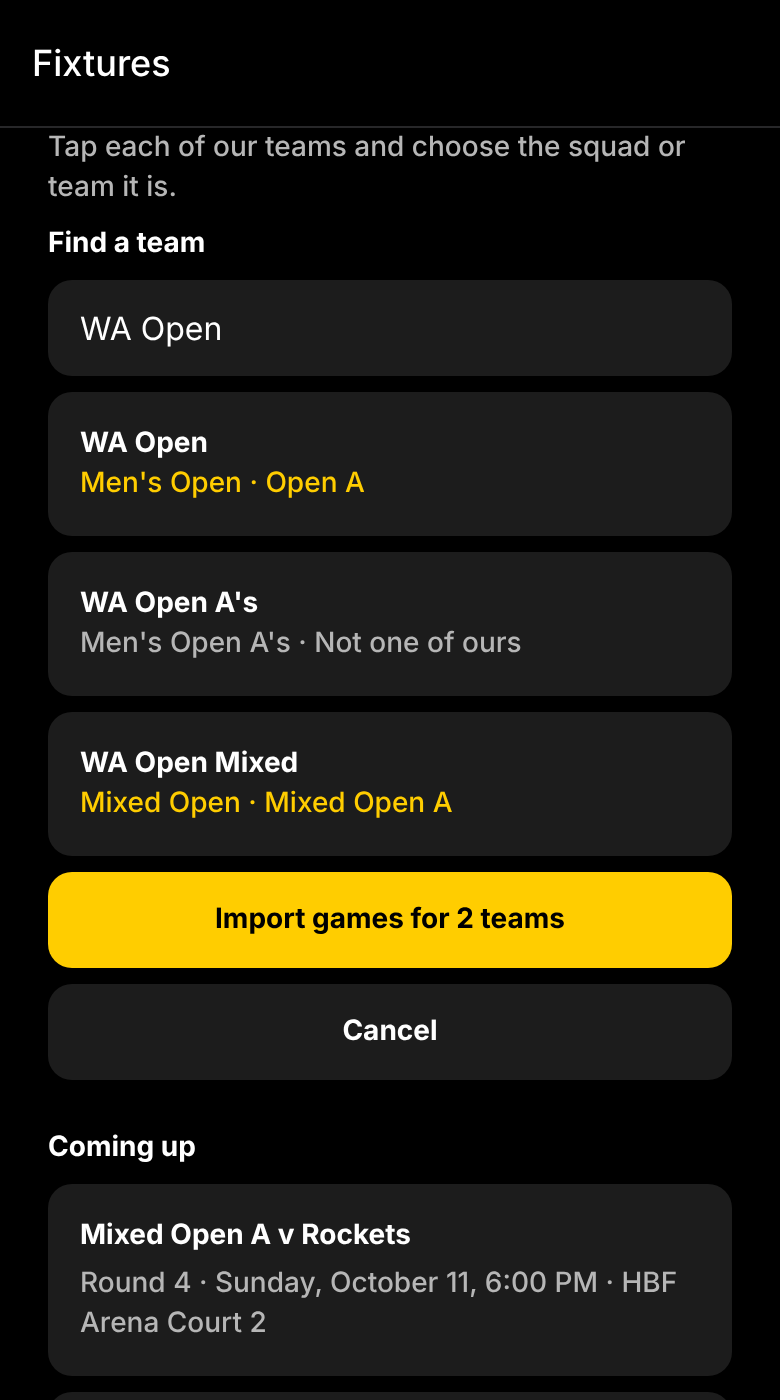 Fixtures
Tap each of our teams and choose the squad or
team it is.
Find a team
WA Open
WA Open
Men's Open · Open A
WA Open A's
Men's Open A's · Not one of ours
WA Open Mixed
Mixed Open · Mixed Open A
Import games for 2 teams
Cancel
Coming up
Mixed Open A v Rockets
Round 4 · Sunday, October 11, 6:00 PM · HBF
Arena Court 2